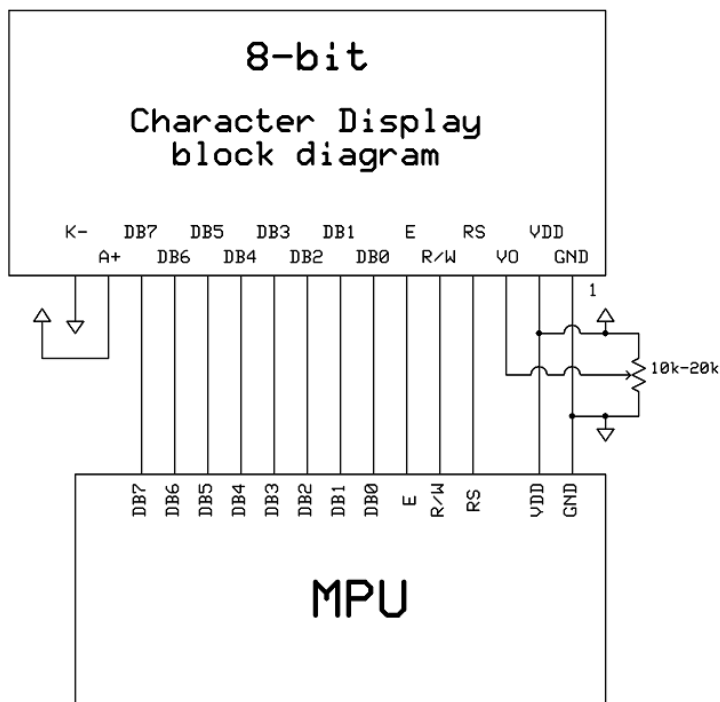 8-bit
Character Display
block diagram
K- DB7 DB5 DB3 DB1 E RS VDD
A+ DB6 DB4 DB2 DB0 R/W VO GND
1
10k-20k
DB7 DB6 DB5 DB4 DB3 DB2 DB1 DB0 E R/W RS VDD GND
MPU